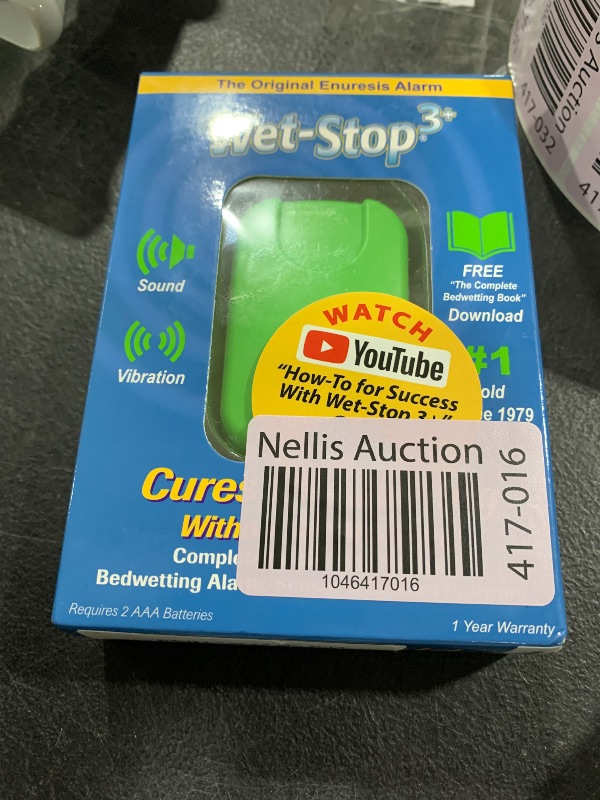 The Original Enuresis Alarm
Wet-Stop3+
Sound
Vibration
FREE
"The Complete
Bedwetting Book"
Download
#1
old
ce 1979
WATCH
YouTube
"How-To for Success
With Wet-Stop 3+"
Cures
With
Comple
Bedwetting Ala
Requires 2 AAA Batteries
1 Year Warranty
Nellis Auction
417-016
1046417016
Auction
417-032
417